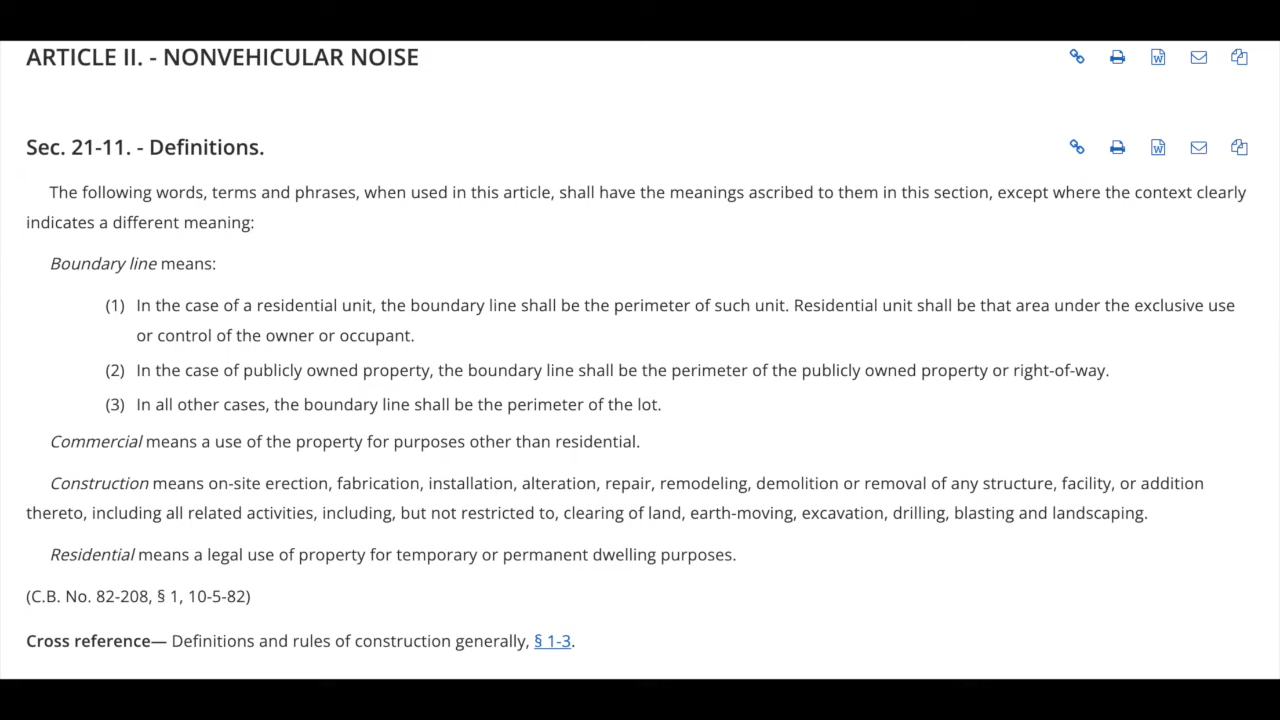 ARTICLE II. - NONVEHICULAR NOISE
Sec. 21-11. - Definitions.
The following words, terms and phrases, when used in this article, shall have the meanings ascribed to them in this section, except where the context clearly
indicates a different meaning:
Boundary line means:
(1) In the case of a residential unit, the boundary line shall be the perimeter of such unit. Residential unit shall be that area under the exclusive use
or control of the owner or occupant.
(2) In the case of publicly owned property, the boundary line shall be the perimeter of the publicly owned property or right-of-way.
(3) In all other cases, the boundary line shall be the perimeter of the lot.
Commercial means a use of the property for purposes other than residential.
Construction means on-site erection, fabrication, installation, alteration, repair, remodeling, demolition or removal of any structure, facility, or addition
thereto, including all related activities, including, but not restricted to, clearing of land, earth-moving, excavation, drilling, blasting and landscaping.
Residential means a legal use of property for temporary or permanent dwelling purposes.
(C.B. No. 82-208, § 1, 10-5-82)
Cross reference— Definitions and rules of construction generally, § 1-3.